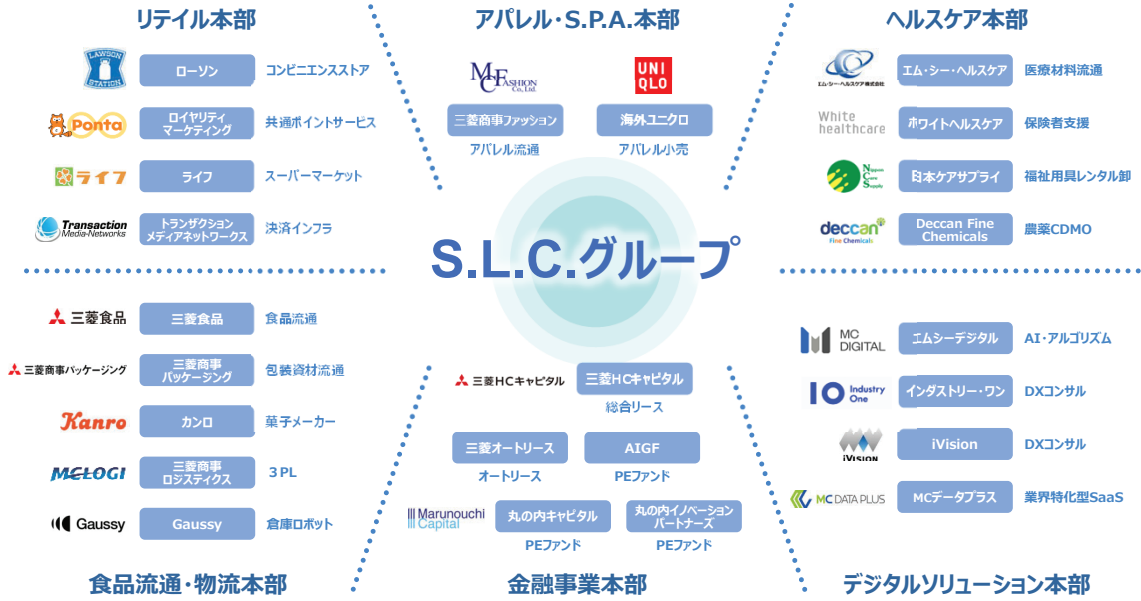 リテイル本部
LAWSON
STATION
ローソン
コンビニエンスストア
Ponta
ロイヤリティ
マーケティング
共通ポイントサービス
ライフ
ライフ
スーパーマーケット
Transaction
Media-Networks
トランザクション
メディアネットワークス
決済インフラ
アパレル・S.P.A.本部
MCFASHION
Co., Ltd.
三菱商事ファッション
アパレル流通
UNI
QLO
海外ユニクロ
アパレル小売
ヘルスケア本部
エム・シー・ヘルスケア株式会社
エム・シー・ヘルスケア
医療材料流通
White
healthcare
ホワイトヘルスケア
保険者支援
Nippon
Care
Supply
日本ケアサプライ
福祉用具レンタル卸
deccan
Fine Chemicals
Deccan Fine
Chemicals
農薬CDMO
S.L.C.グループ
三菱食品
三菱食品
食品流通
三菱商事パッケージング
三菱商事
パッケージング
包装資材流通
Kanro
カンロ
菓子メーカー
MCLOGI
三菱商事
ロジスティクス
3PL
Gaussy
Gaussy
倉庫ロボット
食品流通・物流本部
三菱HCキャピタル
三菱HCキャピタル
総合リース
三菱オートリース
オートリース
AIGF
PEファンド
Marunouchi
Capital
丸の内キャピタル
PEファンド
丸の内イノベーション
パートナーズ
PEファンド
金融事業本部
MC
DIGITAL
エムシーデジタル
AI・アルゴリズム
IO Industry
One
インダストリー・ワン
DXコンサル
iVISION
iVision
DXコンサル
MC DATA PLUS
MCデータプラス
業界特化型SaaS
デジタルソリューション本部